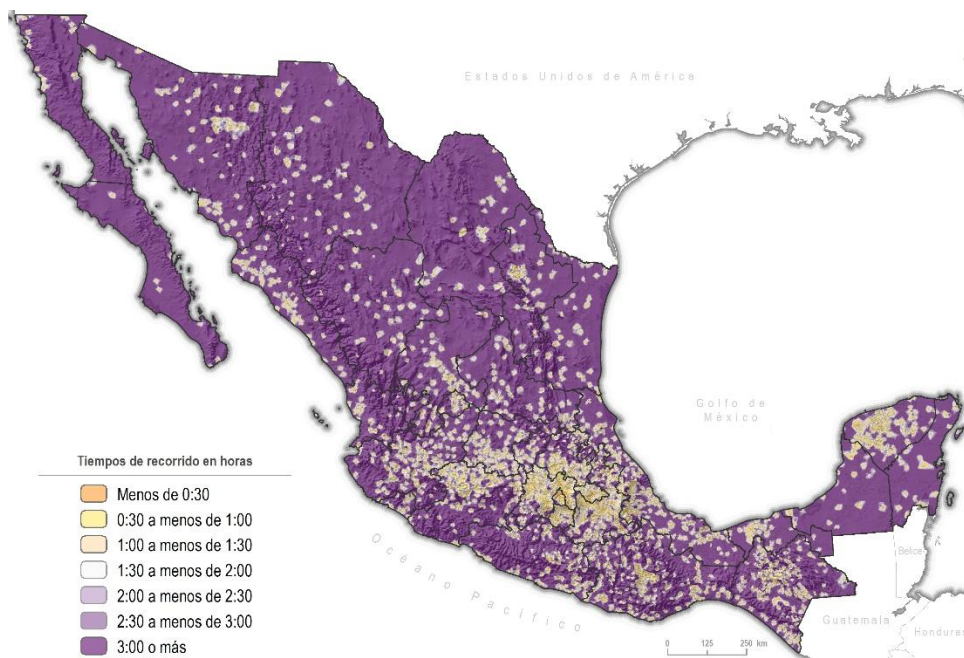 Estados Unidos de América
Golfo de
México
Tiempos de recorrido en horas
Menos de 0:30
0:30 a menos de 1:00
1:00 a menos de 1:30
1:30 a menos de 2:00
2:00 a menos de 2:30
2:30 a menos de 3:00
3:00 o más
Océano Pacífico
Belice
Guatemala
Honduras
0 125 250 km